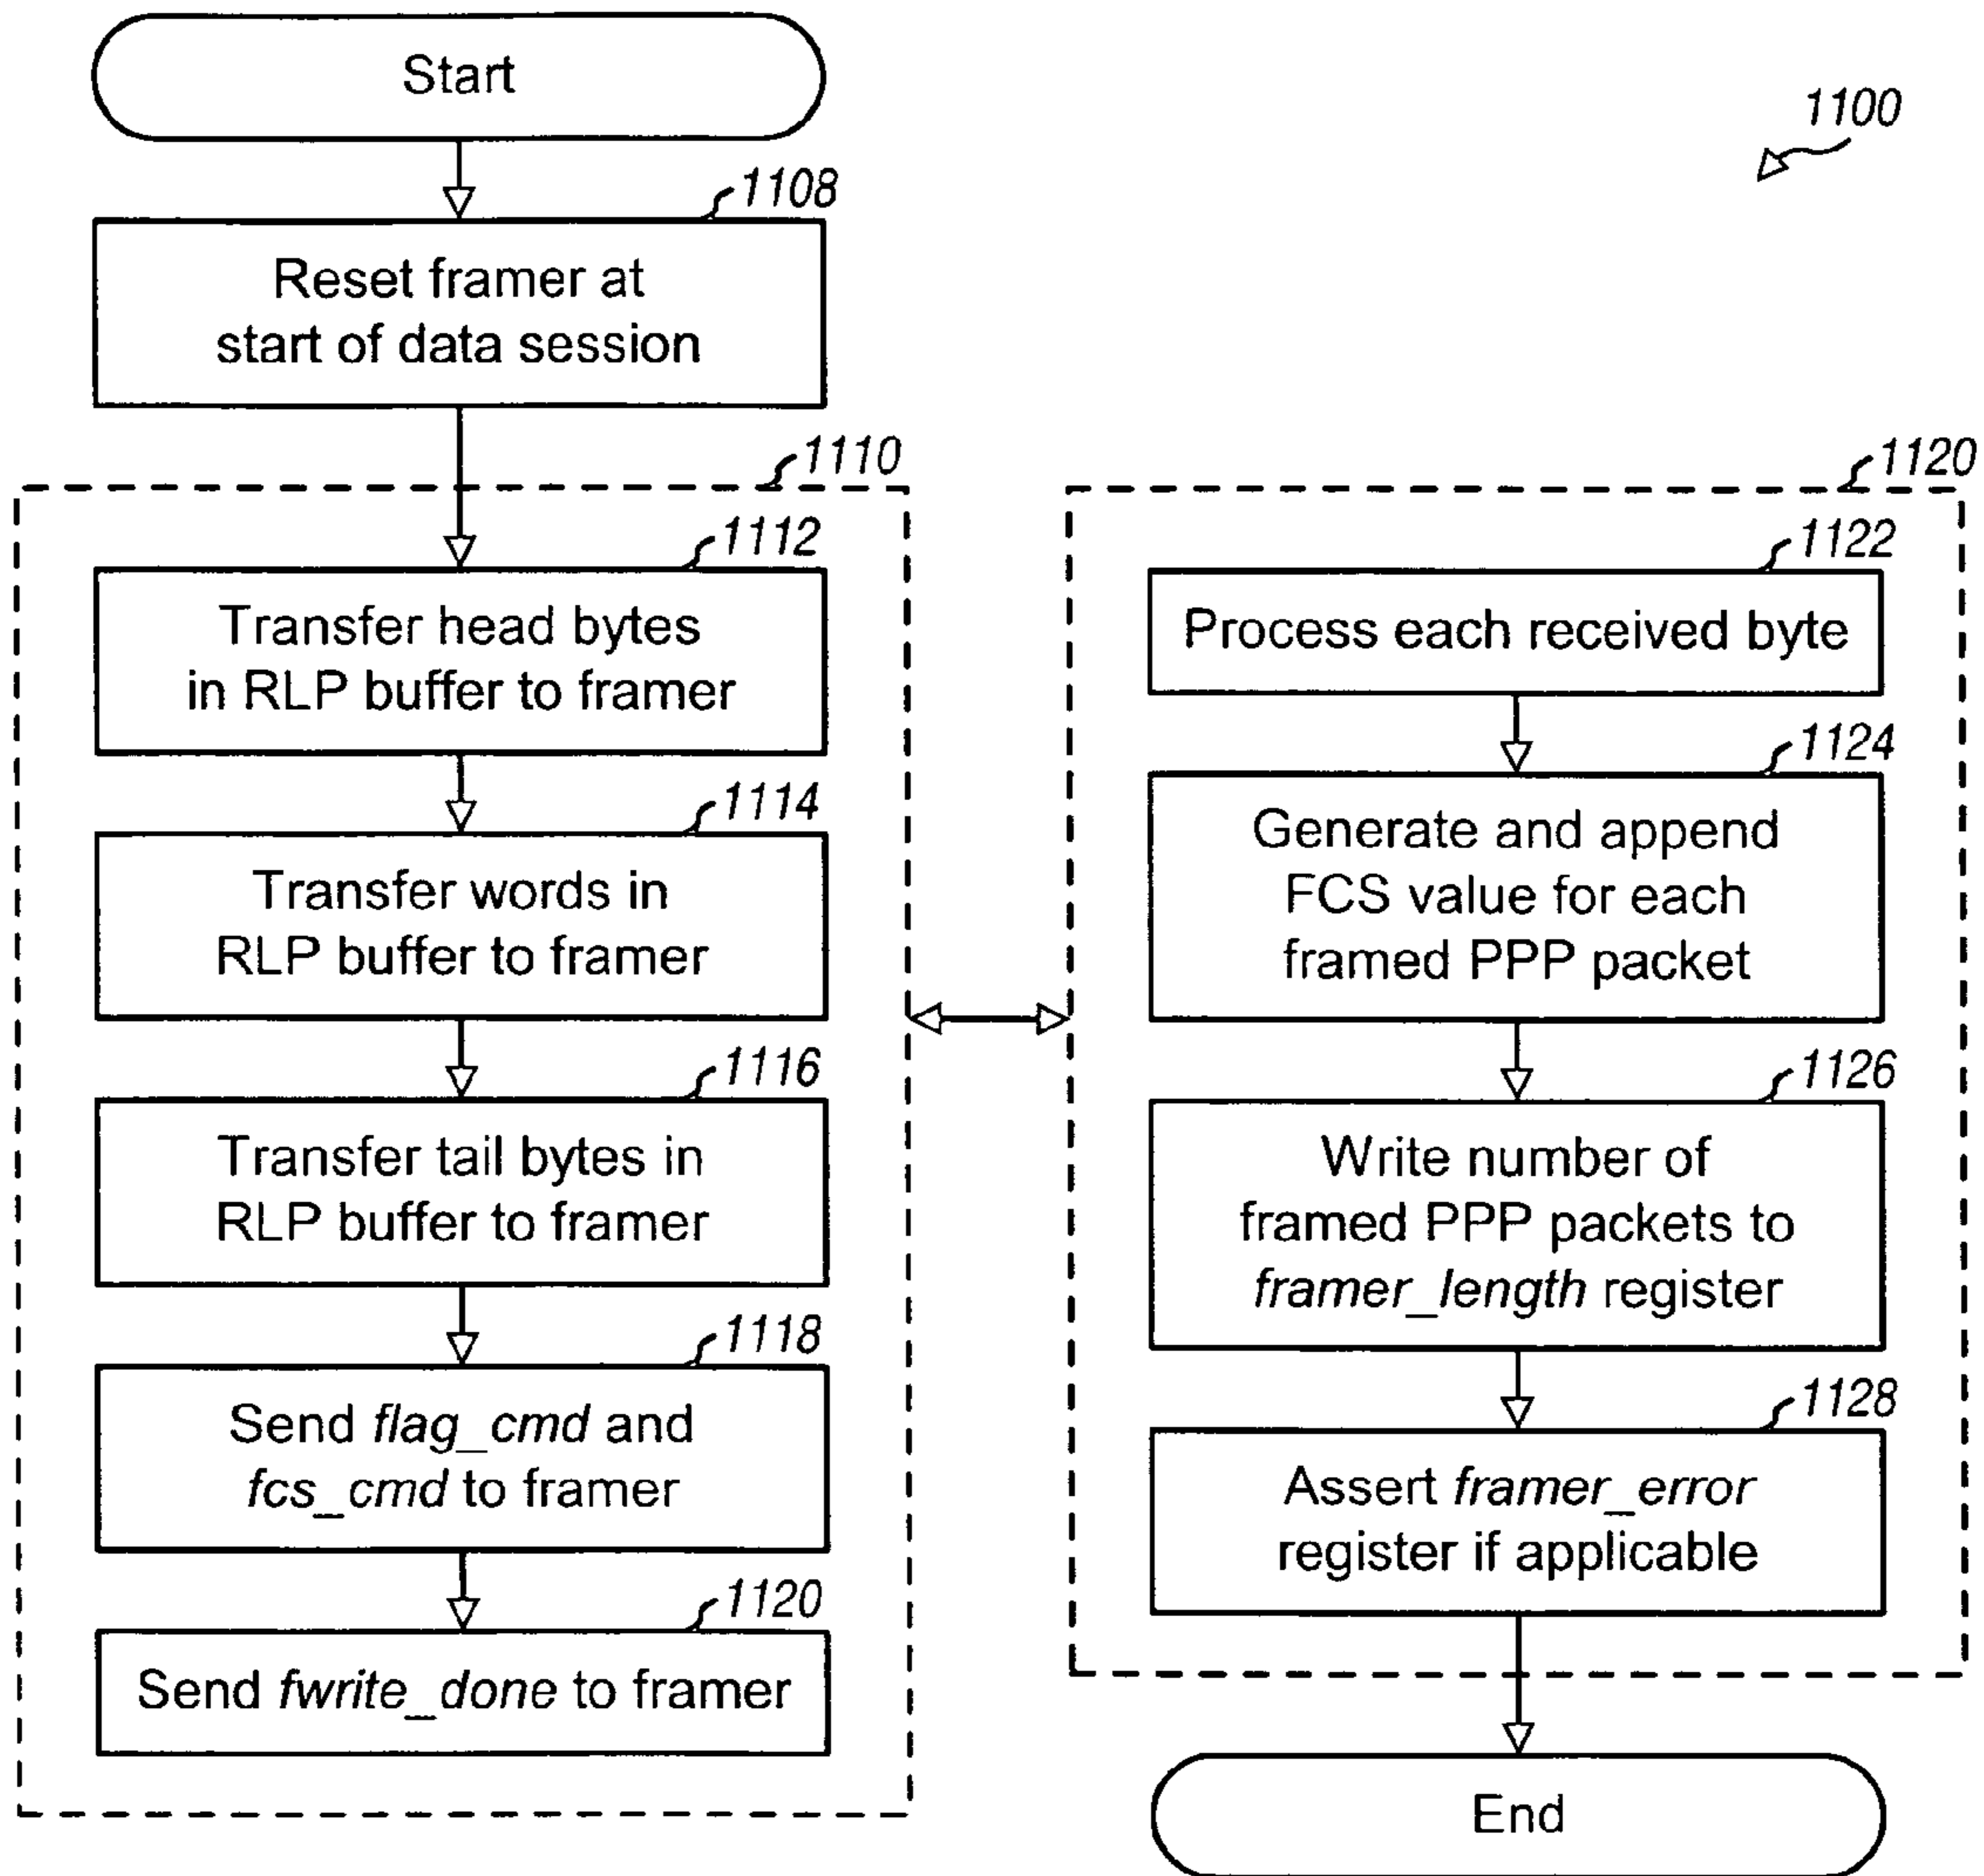 Start
1100
1108
Reset framer at
start of data session
1110
1112
Transfer head bytes
in RLP buffer to framer
1114
Transfer words in
RLP buffer to framer
1116
Transfer tail bytes in
RLP buffer to framer
1118
Send flag_cmd and
fcs_cmd to framer
1120
Send fwrite_done to framer
1120
1122
Process each received byte
1124
Generate and append
FCS value for each
framed PPP packet
1126
Write number of
framed PPP packets to
framer_length register
1128
Assert framer_error
register if applicable
End